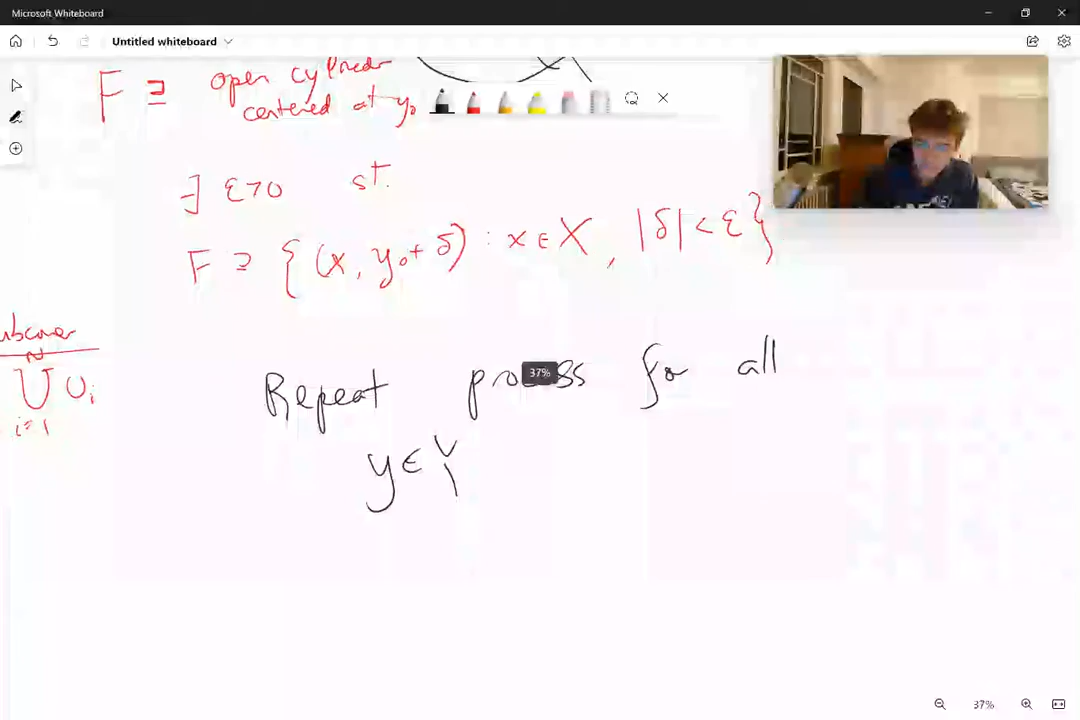 Microsoft Whiteboard
Untitled whiteboard
F ⊇ open cylinder
centered at y₀
∃ ε>0 st.
F ⊇ {(x, y₀+δ) : x∈X, |δ|<ε}
subcover
N
⋃ Uᵢ
i=1
Repeat process for all
37%
y∈Y
37%